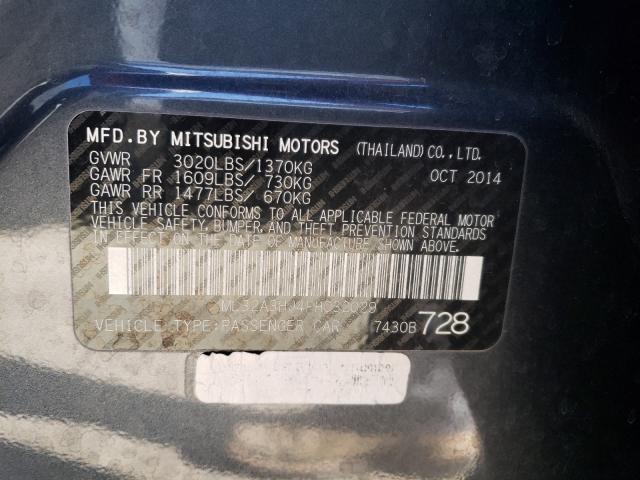 MFD.BY MITSUBISHI MOTORS (THAILAND) CO., LTD.
GVWR 3020LBS/1370KG OCT 2014
GAWR FR 1609LBS/ 730KG
GAWR RR 1477LBS/ 670KG
THIS VEHICLE CONFORMS TO ALL APPLICABLE FEDERAL MOTOR
VEHICLE SAFETY, BUMPER, AND THEFT PREVENTION STANDARDS
IN EFFECT ON THE DATE OF MANUFACTURE SHOWN ABOVE.
ML32A3HJ4FH032029
VEHICLE TYPE:PASSENGER CAR 7430B 728